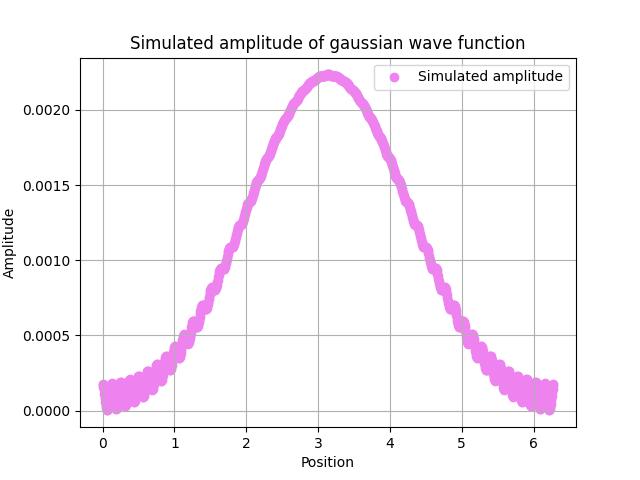 Simulated amplitude of gaussian wave function
Simulated amplitude
Amplitude
0.0020
0.0015
0.0010
0.0005
0.0000
0 1 2 3 4 5 6
Position